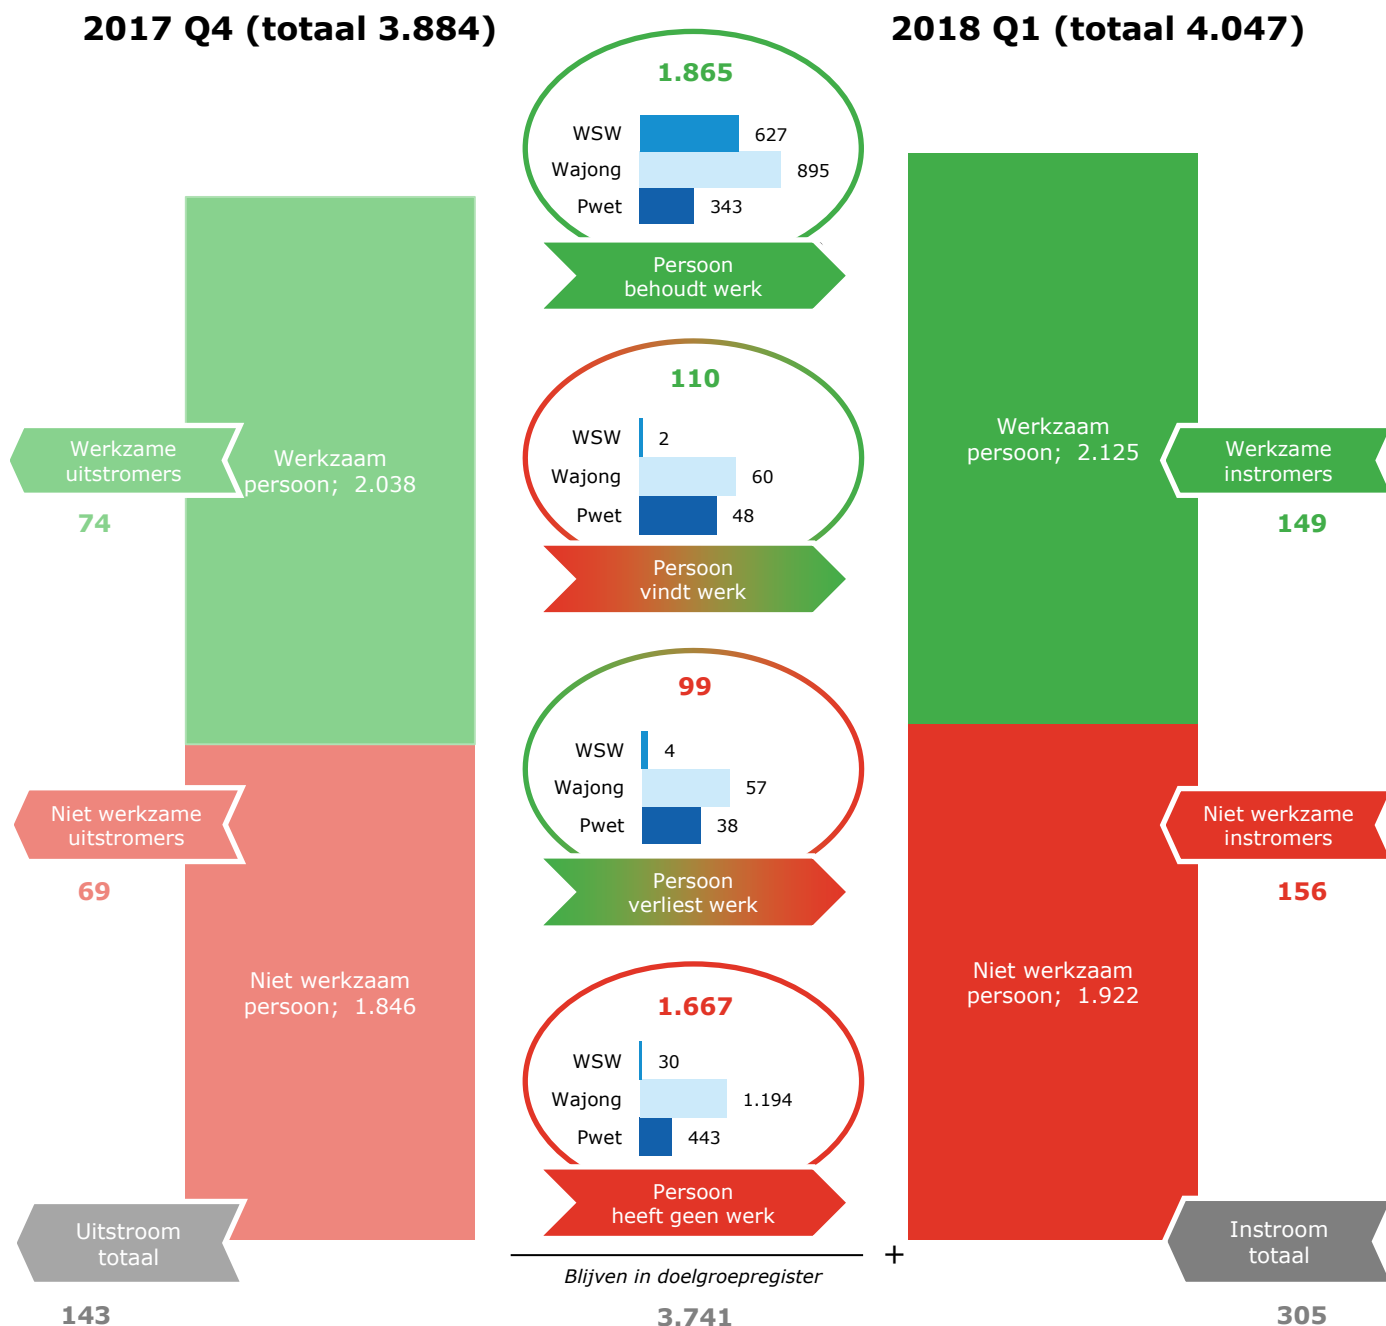 2017 Q4 (totaal 3.884)
2018 Q1 (totaal 4.047)
1.865
WSW 627
Wajong 895
Pwet 343
Persoon
behoudt werk
110
WSW 2
Wajong 60
Pwet 48
Persoon
vindt werk
99
WSW 4
Wajong 57
Pwet 38
Persoon
verliest werk
1.667
WSW 30
Wajong 1.194
Pwet 443
Persoon
heeft geen werk
+
Blijven in doelgroepregister
3.741
Werkzame
uitstromers
74
Werkzaam
persoon; 2.038
Niet werkzame
uitstromers
69
Niet werkzaam
persoon; 1.846
Uitstroom
totaal
143
Werkzaam
persoon; 2.125
Werkzame
instromers
149
Niet werkzame
instromers
156
Niet werkzaam
persoon; 1.922
Instroom
totaal
305